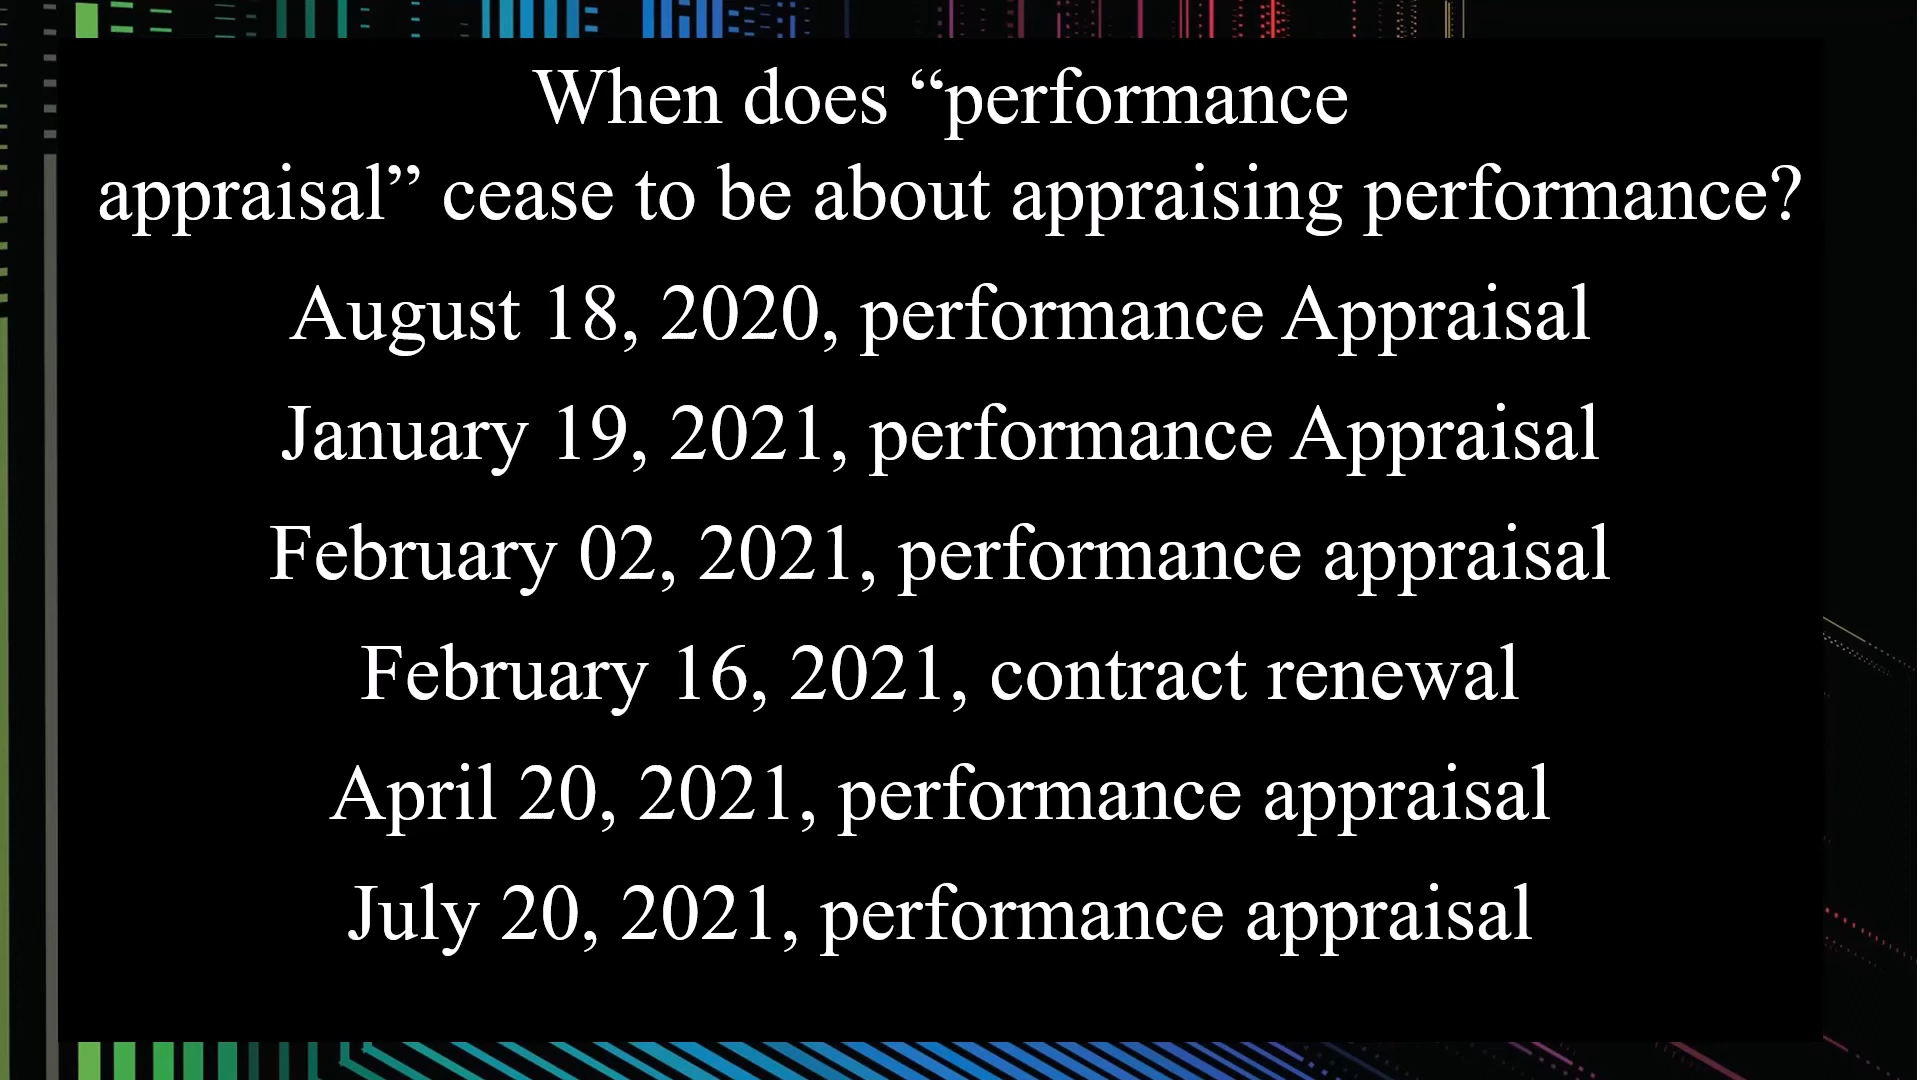 When does “performance
appraisal” cease to be about appraising performance?
August 18, 2020, performance Appraisal
January 19, 2021, performance Appraisal
February 02, 2021, performance appraisal
February 16, 2021, contract renewal
April 20, 2021, performance appraisal
July 20, 2021, performance appraisal